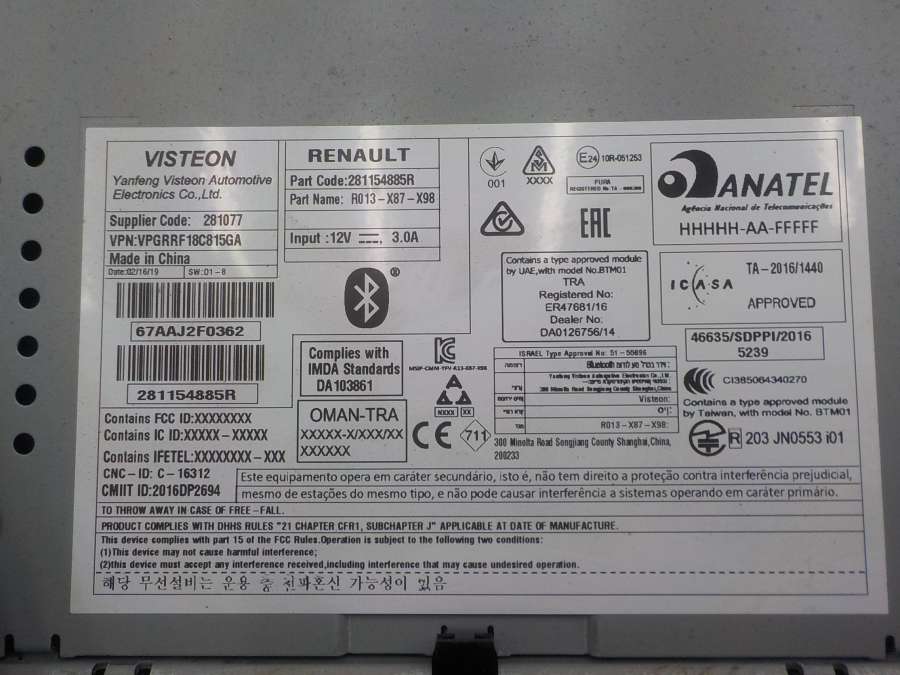 VISTEON
Yanfeng Visteon Automotive
Electronics Co.,Ltd.
Supplier Code: 281077
VPN:VPGRRF18C815GA
Made in China
Date:02/16/19
SW:01-8
67AAJ2F0362
281154885R
RENAULT
Part Code:281154885R
Part Name: R013-X87-X98
Input :12V 3.0A
®
001
XXXX
E24 10R-051253
EAC
ANATEL
Agência Nacional de Telecomunicações
HHHHH-AA-FFFFF
Contains a type approved module
by UAE,with model No.BTM01
TRA
Registered No:
ER47681/16
Dealer No:
DA0126756/14
ICASA
TA-2016/1440
APPROVED
46635/SDPPI/2016
5239
CI385064340270
Contains a type approved module
by Taiwan, with model No. BTM01
R 203 JN0553 i01
Complies with
IMDA Standards
DA103861
OMAN-TRA
XXXXX-X/XXX/XX
XXXXXX
XXXX XX
CE
711
ISRAEL Type Approval No: 51-50696
Bluetooth
Visteon:
R013-X87-X98:
300 Minolta Road Songjiang County Shanghai,China,
200233
Contains FCC ID:XXXXXXXX
Contains IC ID:XXXXX-XXXXX
Contains IFETEL:XXXXXXXX-XXX
CNC-ID: C-16312
CMIIT ID:2016DP2694
Este equipamento opera em caráter secundário, isto é, não tem direito a proteção contra interferência prejudicial,
mesmo de estações do mesmo tipo, e não pode causar interferência a sistemas operando em caráter primário.
TO THROW AWAY IN CASE OF FREE-FALL.
PRODUCT COMPLIES WITH DHHS RULES "21 CHAPTER CFR1, SUBCHAPTER J" APPLICABLE AT DATE OF MANUFACTURE.
This device complies with part 15 of the FCC Rules.Operation is subject to the following two conditions:
(1)This device may not cause harmful interference;
(2)this device must accept any interference received,including interference that may cause undesired operation.
해당 무선설비는 운용 중 전파혼신 가능성이 있음